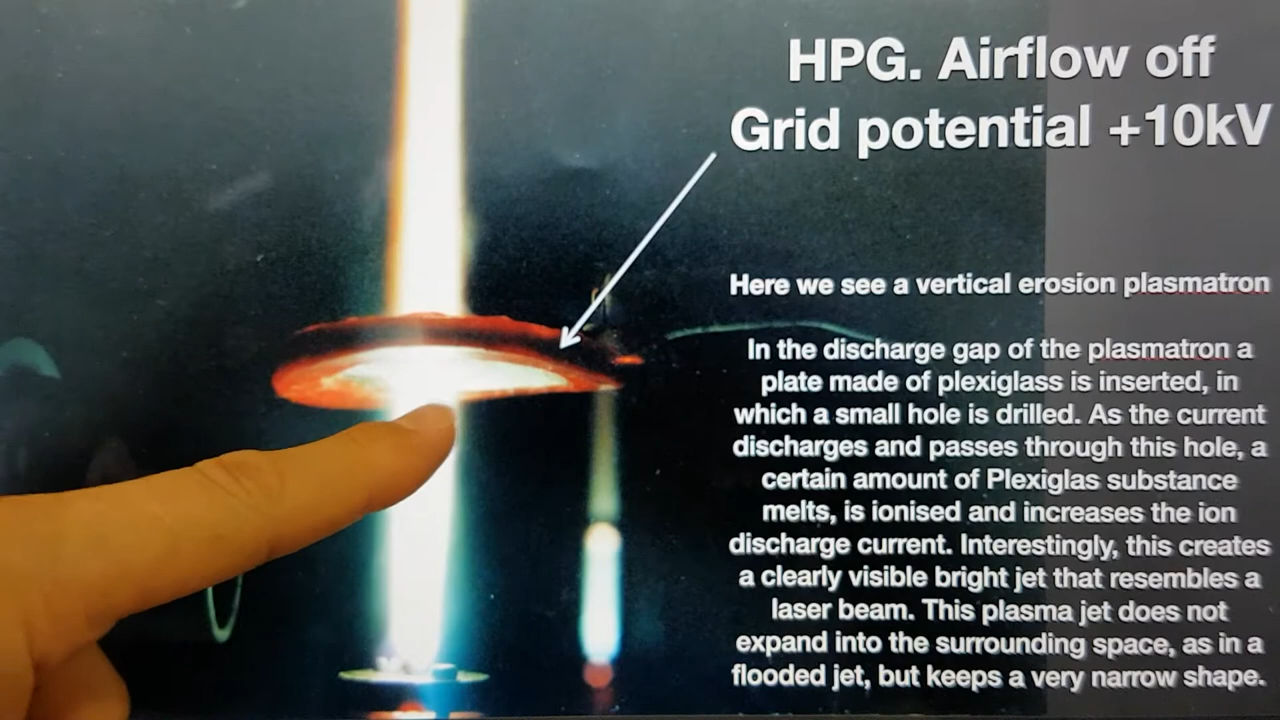 HPG. Airflow off
Grid potential +10kV
Here we see a vertical erosion plasmatron
In the discharge gap of the plasmatron a
plate made of plexiglass is inserted, in
which a small hole is drilled. As the current
discharges and passes through this hole, a
certain amount of Plexiglas substance
melts, is ionised and increases the ion
discharge current. Interestingly, this creates
a clearly visible bright jet that resembles a
laser beam. This plasma jet does not
expand into the surrounding space, as in a
flooded jet, but keeps a very narrow shape.